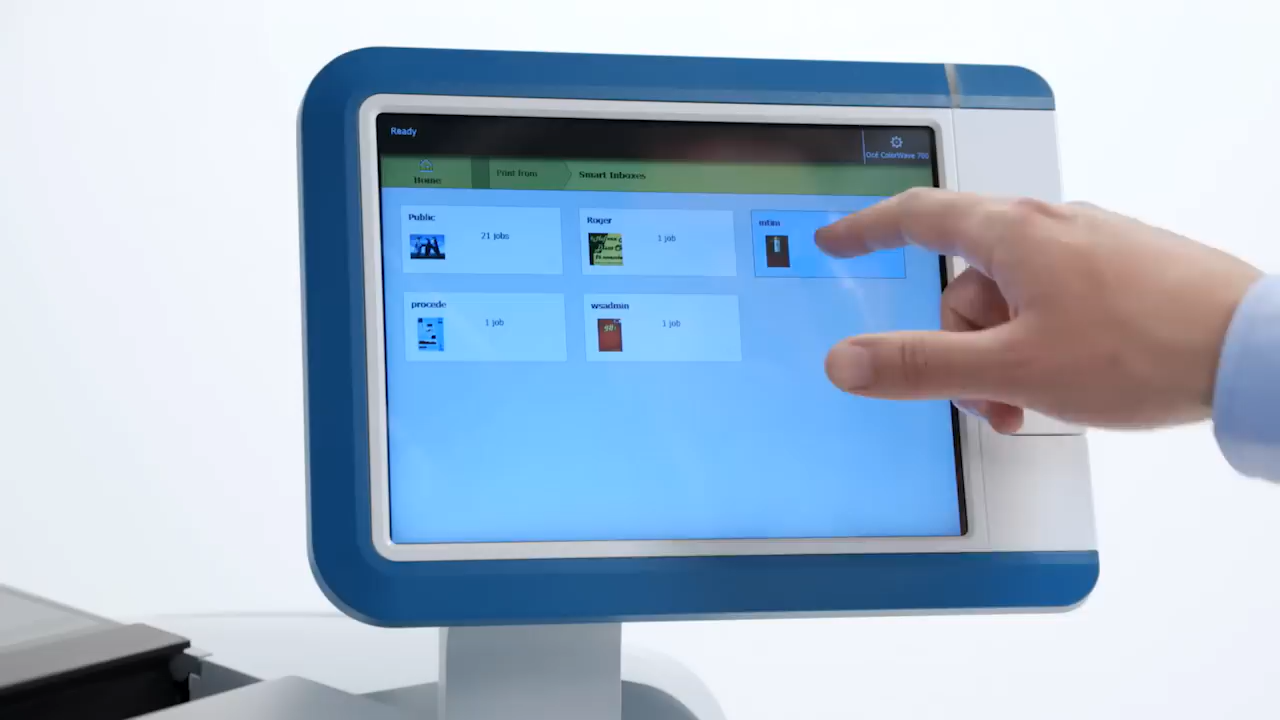 Ready
Océ ColorWave 700
Home
Print from
Smart Inboxes
Public
21 jobs
Roger
1 job
mtim
procede
1 job
wsadmin
1 job